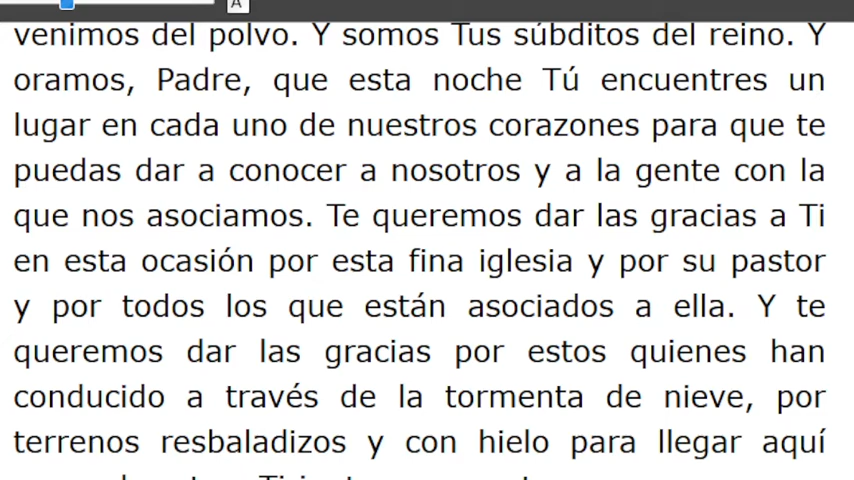 A
venimos del polvo. Y somos Tus súbditos del reino. Y
oramos, Padre, que esta noche Tú encuentres un
lugar en cada uno de nuestros corazones para que te
puedas dar a conocer a nosotros y a la gente con la
que nos asociamos. Te queremos dar las gracias a Ti
en esta ocasión por esta fina iglesia y por su pastor
y por todos los que están asociados a ella. Y te
queremos dar las gracias por estos quienes han
conducido a través de la tormenta de nieve, por
terrenos resbaladizos y con hielo para llegar aquí